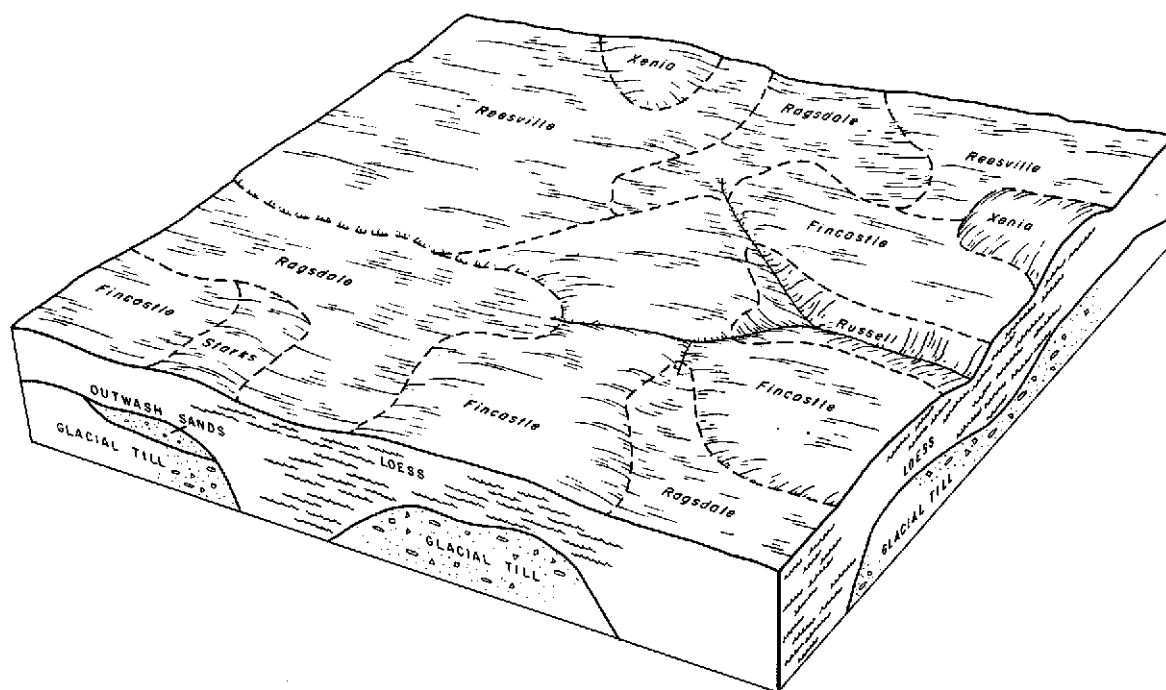 Xenia
Reesville
Ragsdale
Reesville
Xenia
Fincastle
Ragsdale
Fincastle
Starks
Russell
Fincastle
Fincastle
Ragsdale
OUTWASH SANDS
GLACIAL TILL
LOESS
GLACIAL TILL
LOESS
GLACIAL TILL